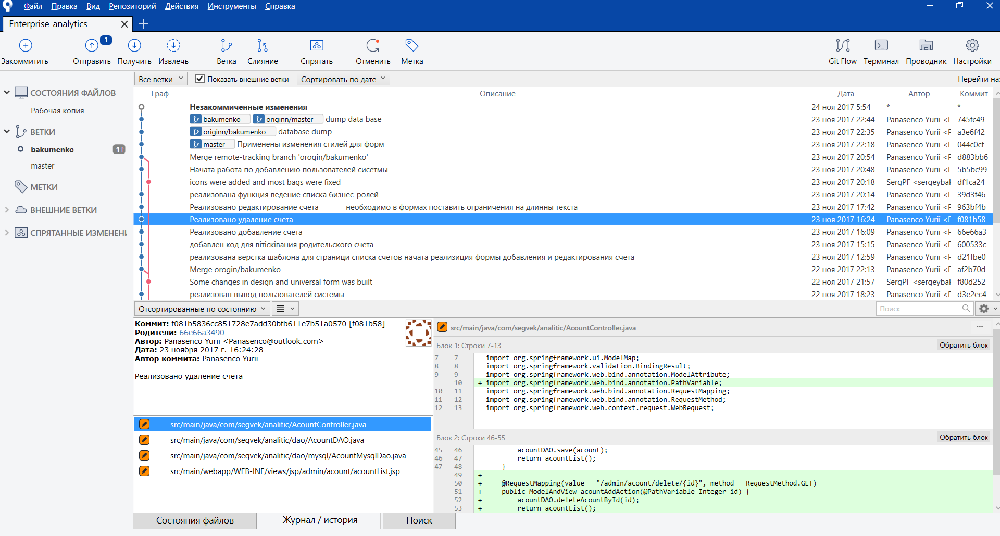 Файл Правка Вид Репозиторий Действия Инструменты Справка
Enterprise-analytics
1
Закоммитить Отправить Получить Извлечь Ветка Слияние Спрятать Отменить Метка Git Flow Терминал Проводник Настройки
Все ветки Показать внешние ветки Сортировать по дате Перейти на:
СОСТОЯНИЯ ФАЙЛОВ
Рабочая копия
ВЕТКИ
bakumenko 1↑
master
МЕТКИ
ВНЕШНИЕ ВЕТКИ
СПРЯТАННЫЕ ИЗМЕНЕНИ
Граф Описание Дата Автор Коммит
Незакоммиченные изменения 24 ноя 2017 5:54 * *
bakumenko originn/master dump data base 23 ноя 2017 22:44 Panasenco Yurii <F 745fc49
originn/bakumenko database dump 23 ноя 2017 22:35 Panasenco Yurii <F a3e6f42
master Применены изменения стилей для форм 23 ноя 2017 22:18 Panasenco Yurii <F 044c0cf
Merge remote-tracking branch 'orogin/bakumenko' 23 ноя 2017 20:54 Panasenco Yurii <F d883bb6
Начата работа по добавлению пользователей сисетмы 23 ноя 2017 20:48 Panasenco Yurii <F 5b5bc99
icons were added and most bags were fixed 23 ноя 2017 20:18 SergPF <sergeybal df1ca24
реализована функция ведение списка бизнес-ролей 23 ноя 2017 20:14 Panasenco Yurii <F 39d3f46
Реализовано редактирование счета необходимо в формах поставить ограничения на длинны текста 23 ноя 2017 17:42 Panasenco Yurii <F 963bf4b
Реализовано удаление счета 23 ноя 2017 16:24 Panasenco Yurii <F f081b58
Реализовано добавление счета 23 ноя 2017 16:09 Panasenco Yurii <F 66e66a3
добавлен код для вітісківания родительского счета 23 ноя 2017 15:15 Panasenco Yurii <F 600533c
реализована верстка шаблона для страници списка счетов начата реализиция формы добавления и редактирования счета 23 ноя 2017 12:59 Panasenco Yurii <F d21fbe0
Merge orogin/bakumenko 22 ноя 2017 22:13 Panasenco Yurii <F af2b70d
Some changes in design and universal form was built 22 ноя 2017 21:57 SergPF <sergeybal f80d252
реализован вывод пользователей системы 22 ноя 2017 18:23 Panasenco Yurii <F d3e2ec4
Отсортированные по состоянию Поиск
Коммит: f081b5836cc851728e7add30bfb611e7b51a0570 [f081b58]
Родители: 66e66a3490
Автор: Panasenco Yurii <Panasenco@outlook.com>
Дата: 23 ноября 2017 г. 16:24:28
Автор коммита: Panasenco Yurii
Реализовано удаление счета
src/main/java/com/segvek/analitic/AcountController.java
src/main/java/com/segvek/analitic/dao/AcountDAO.java
src/main/java/com/segvek/analitic/dao/mysql/AcountMysqlDao.java
src/main/webapp/WEB-INF/views/jsp/admin/acount/acountList.jsp
src/main/java/com/segvek/analitic/AcountController.java ...
Блок 1: Строки 7-13 Обратить блок
7 7 import org.springframework.ui.ModelMap;
8 8 import org.springframework.validation.BindingResult;
9 9 import org.springframework.web.bind.annotation.ModelAttribute;
10 + import org.springframework.web.bind.annotation.PathVariable;
10 11 import org.springframework.web.bind.annotation.RequestMapping;
11 12 import org.springframework.web.bind.annotation.RequestMethod;
12 13 import org.springframework.web.context.request.WebRequest;
Блок 2: Строки 46-55 Обратить блок
45 46 acountDAO.save(acount);
46 47 return acountList();
47 48 }
49 +
50 + @RequestMapping(value = "/admin/acount/delete/{id}", method = RequestMethod.GET)
51 + public ModelAndView acountAddAction(@PathVariable Integer id) {
52 + acountDAO.deleteAcountById(id);
53 + return acountList();
Состояния файлов Журнал / история Поиск